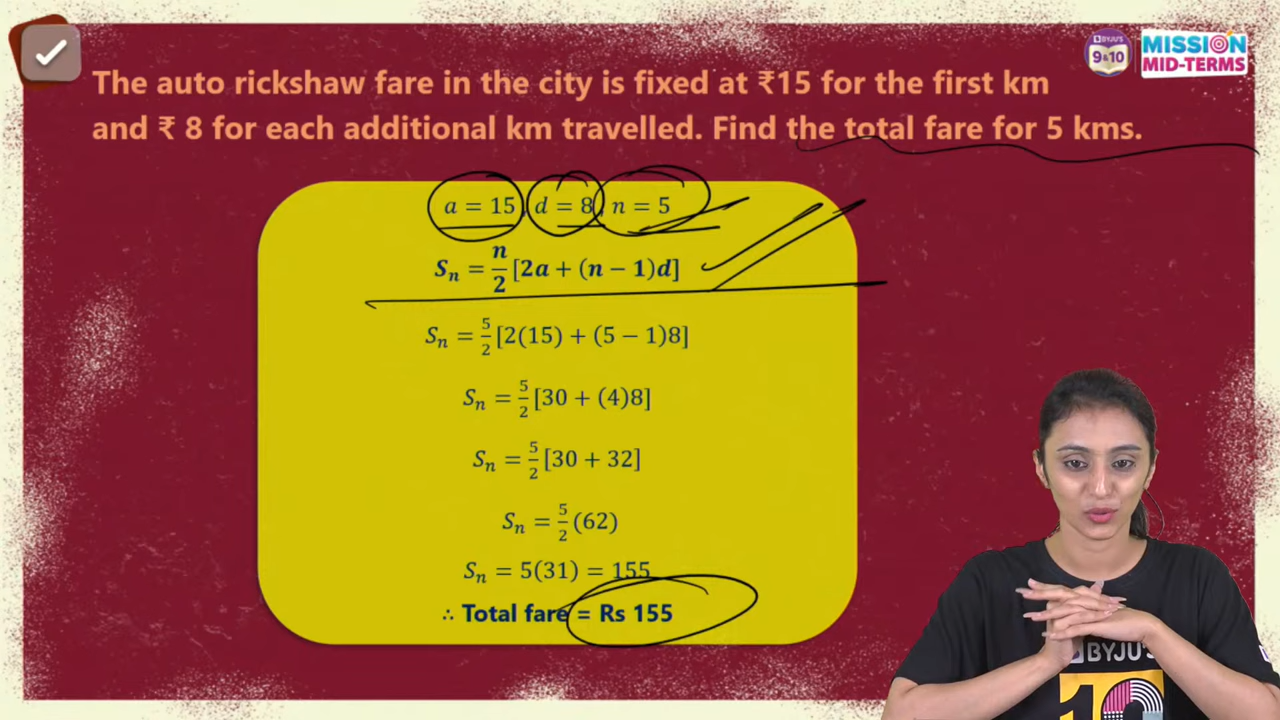 BYJU'S
9&10
MISSION
MID-TERMS
The auto rickshaw fare in the city is fixed at ₹15 for the first km
and ₹ 8 for each additional km travelled. Find the total fare for 5 kms.
a = 15, d = 8, n = 5
Sₙ = n/2 [2a + (n − 1)d]
Sₙ = 5/2 [2(15) + (5 − 1)8]
Sₙ = 5/2 [30 + (4)8]
Sₙ = 5/2 [30 + 32]
Sₙ = 5/2 (62)
Sₙ = 5(31) = 155
∴ Total fare = Rs 155
BYJU'S
10